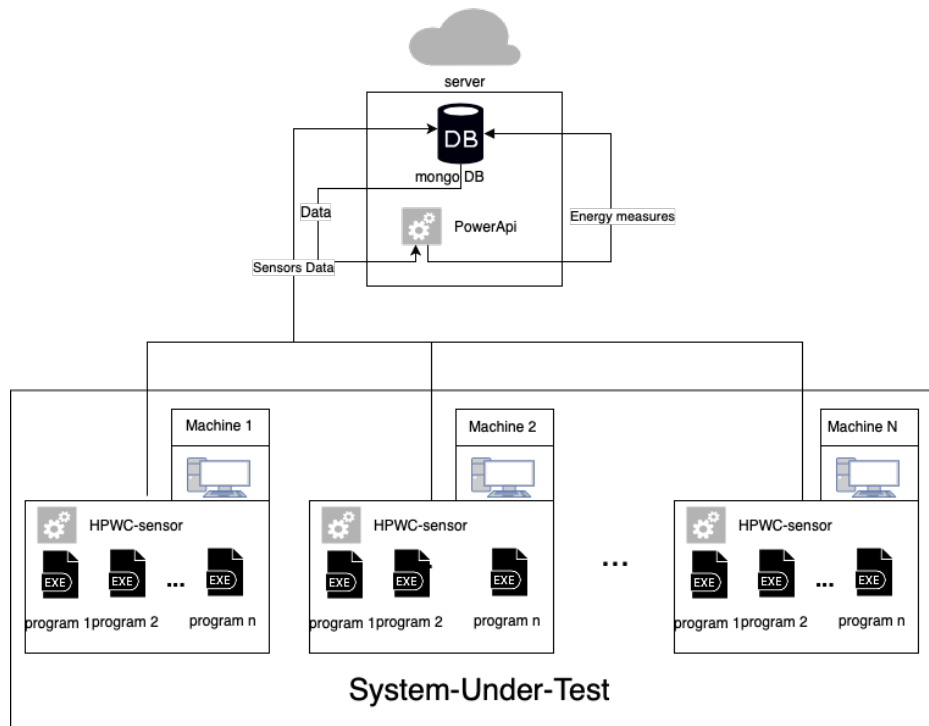 server
DB
mongo DB
Data
Energy measures
PowerApi
Sensors Data
Machine 1
Machine 2
Machine N
HPWC-sensor
HPWC-sensor
...
HPWC-sensor
EXE
EXE
...
EXE
EXE
EXE
EXE
EXE
EXE
...
EXE
program 1
program 2
program n
program 1
program 2
program n
program 1
program 2
program n
System-Under-Test